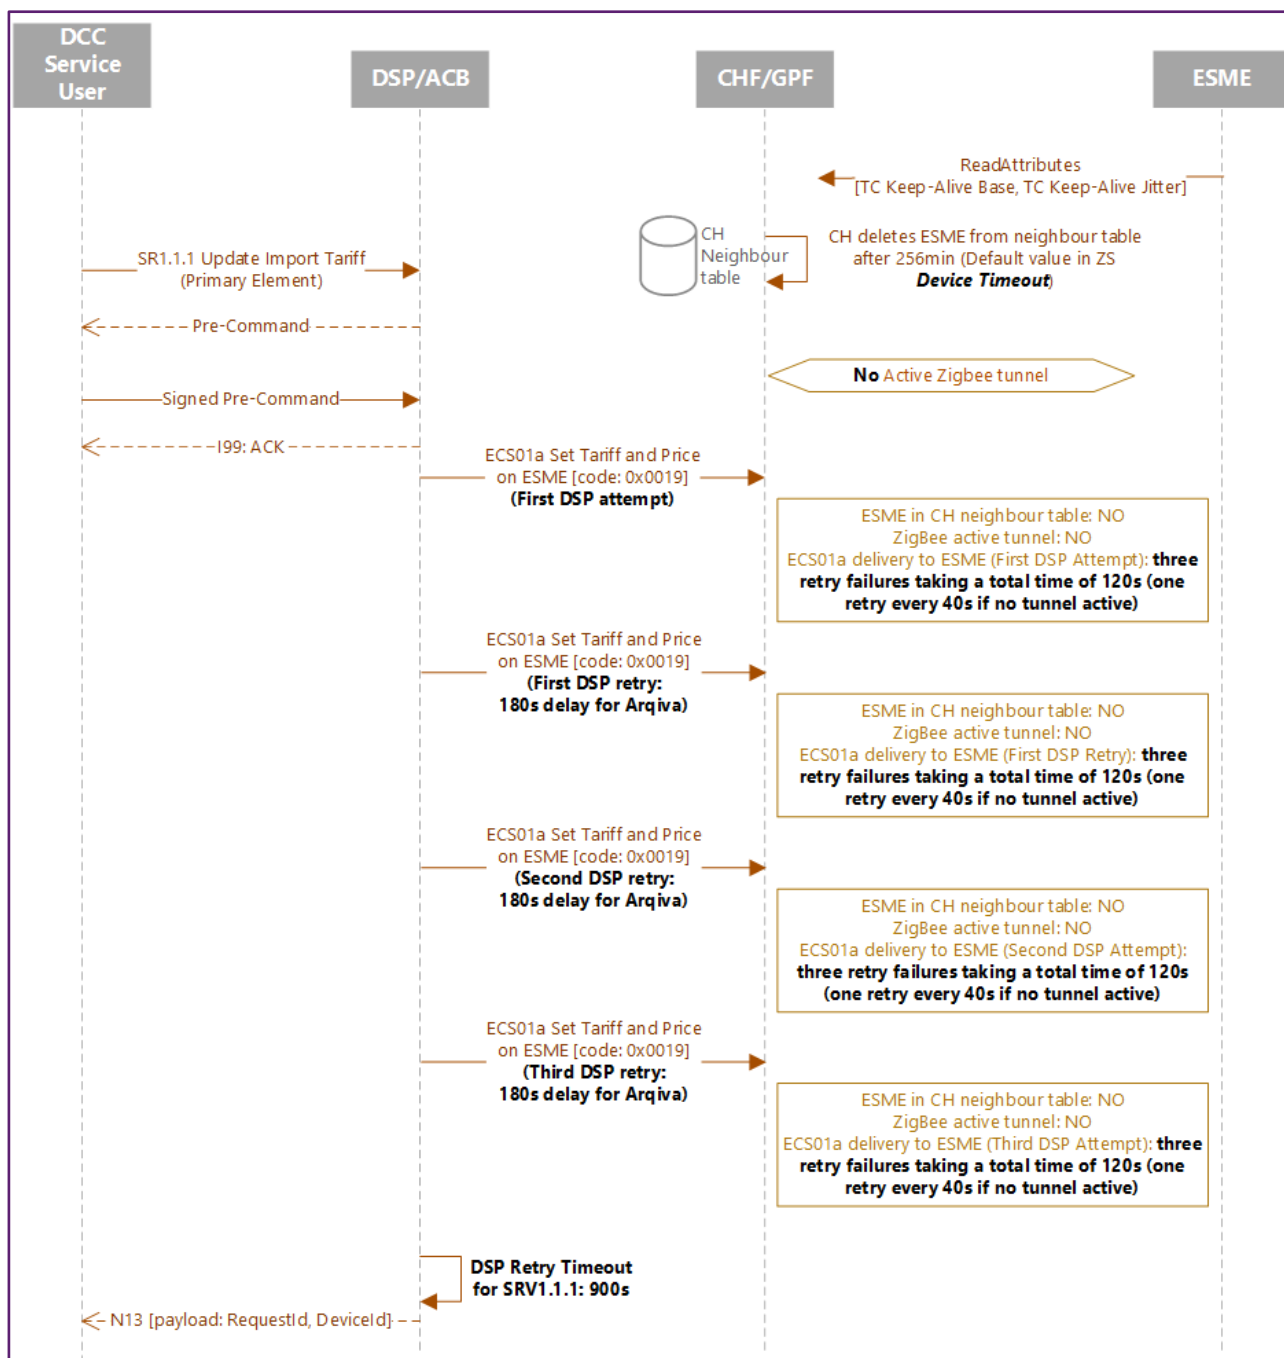 DCC
Service
User
DSP/ACB
CHF/GPF
ESME
ReadAttributes
[TC Keep-Alive Base, TC Keep-Alive Jitter]
CH
Neighbour
table
CH deletes ESME from neighbour table
after 256min (Default value in ZS
Device Timeout)
SR1.1.1 Update Import Tariff
(Primary Element)
Pre-Command
No Active Zigbee tunnel
Signed Pre-Command
I99: ACK
ECS01a Set Tariff and Price
on ESME [code: 0x0019]
(First DSP attempt)
ESME in CH neighbour table: NO
ZigBee active tunnel: NO
ECS01a delivery to ESME (First DSP Attempt): three
retry failures taking a total time of 120s (one
retry every 40s if no tunnel active)
ECS01a Set Tariff and Price
on ESME [code: 0x0019]
(First DSP retry:
180s delay for Arqiva)
ESME in CH neighbour table: NO
ZigBee active tunnel: NO
ECS01a delivery to ESME (First DSP Retry): three
retry failures taking a total time of 120s (one
retry every 40s if no tunnel active)
ECS01a Set Tariff and Price
on ESME [code: 0x0019]
(Second DSP retry:
180s delay for Arqiva)
ESME in CH neighbour table: NO
ZigBee active tunnel: NO
ECS01a delivery to ESME (Second DSP Attempt):
three retry failures taking a total time of 120s
(one retry every 40s if no tunnel active)
ECS01a Set Tariff and Price
on ESME [code: 0x0019]
(Third DSP retry:
180s delay for Arqiva)
ESME in CH neighbour table: NO
ZigBee active tunnel: NO
ECS01a delivery to ESME (Third DSP Attempt): three
retry failures taking a total time of 120s (one
retry every 40s if no tunnel active)
DSP Retry Timeout
for SRV1.1.1: 900s
N13 [payload: RequestId, DeviceId]